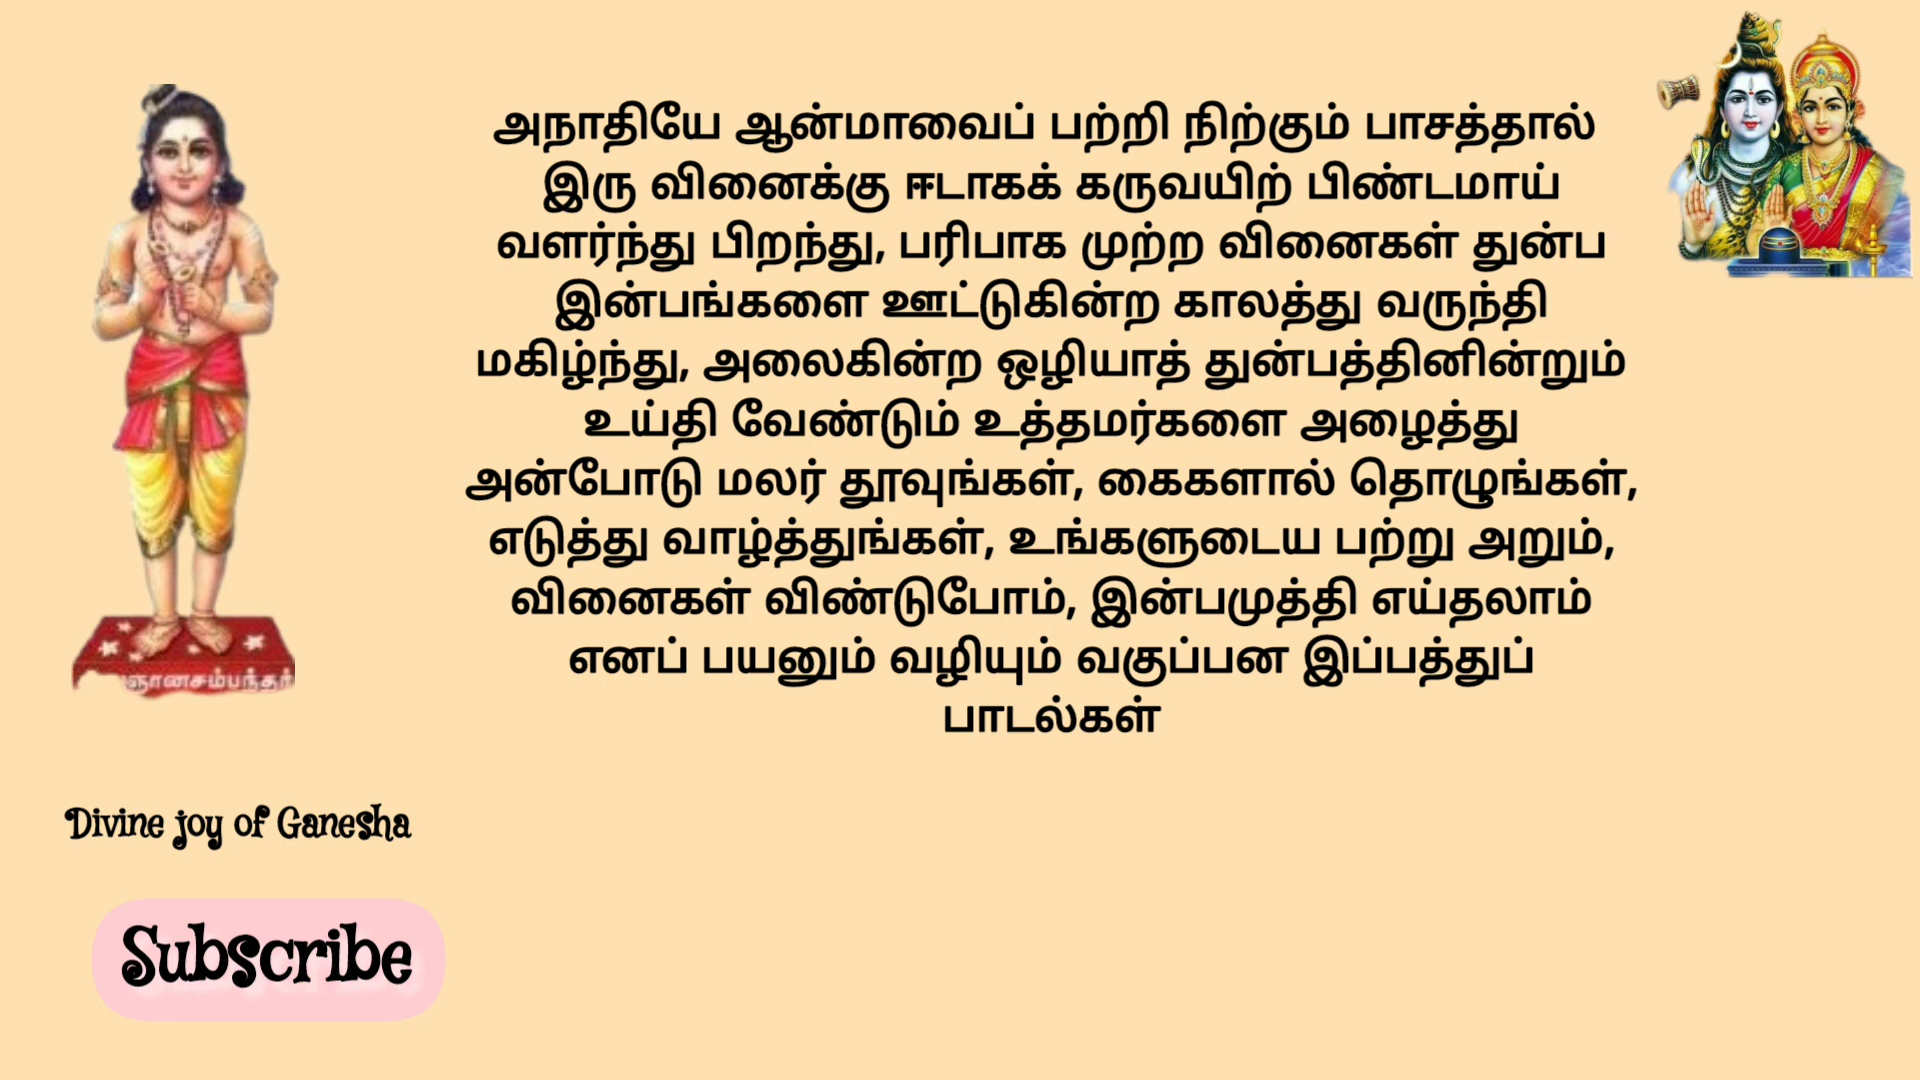 அநாதியே ஆன்மாவைப் பற்றி நிற்கும் பாசத்தால்
இரு வினைக்கு ஈடாகக் கருவயிற் பிண்டமாய்
வளர்ந்து பிறந்து, பரிபாக முற்ற வினைகள் துன்ப
இன்பங்களை ஊட்டுகின்ற காலத்து வருந்தி
மகிழ்ந்து, அலைகின்ற ஒழியாத் துன்பத்தினின்றும்
உய்தி வேண்டும் உத்தமர்களை அழைத்து
அன்போடு மலர் தூவுங்கள், கைகளால் தொழுங்கள்,
எடுத்து வாழ்த்துங்கள், உங்களுடைய பற்று அறும்,
வினைகள் விண்டுபோம், இன்பமுத்தி எய்தலாம்
எனப் பயனும் வழியும் வகுப்பன இப்பத்துப்
பாடல்கள்
ஞானசம்பந்தர்
Divine joy of Ganesha
Subscribe